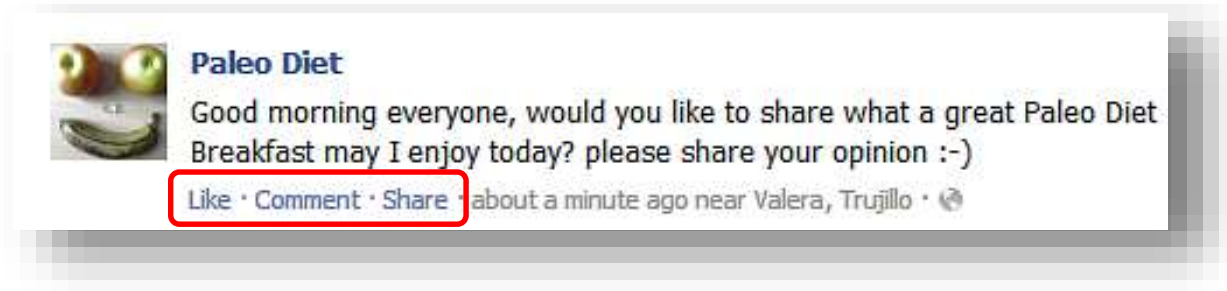 Paleo Diet
Good morning everyone, would you like to share what a great Paleo Diet
Breakfast may I enjoy today? please share your opinion :-)
Like · Comment · Share · about a minute ago near Valera, Trujillo ·